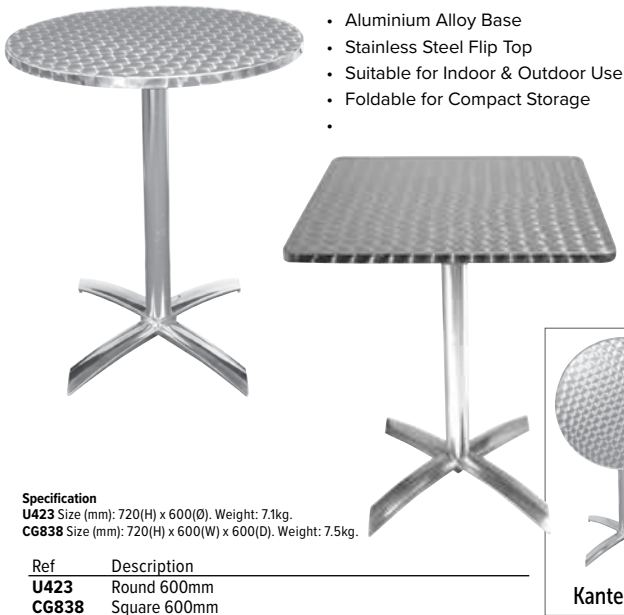 • Aluminium Alloy Base
• Stainless Steel Flip Top
• Suitable for Indoor & Outdoor Use
• Foldable for Compact Storage
•
Specification
U423 Size (mm): 720(H) x 600(Ø). Weight: 7.1kg.
CG838 Size (mm): 720(H) x 600(W) x 600(D). Weight: 7.5kg.
Ref Description
U423 Round 600mm
CG838 Square 600mm